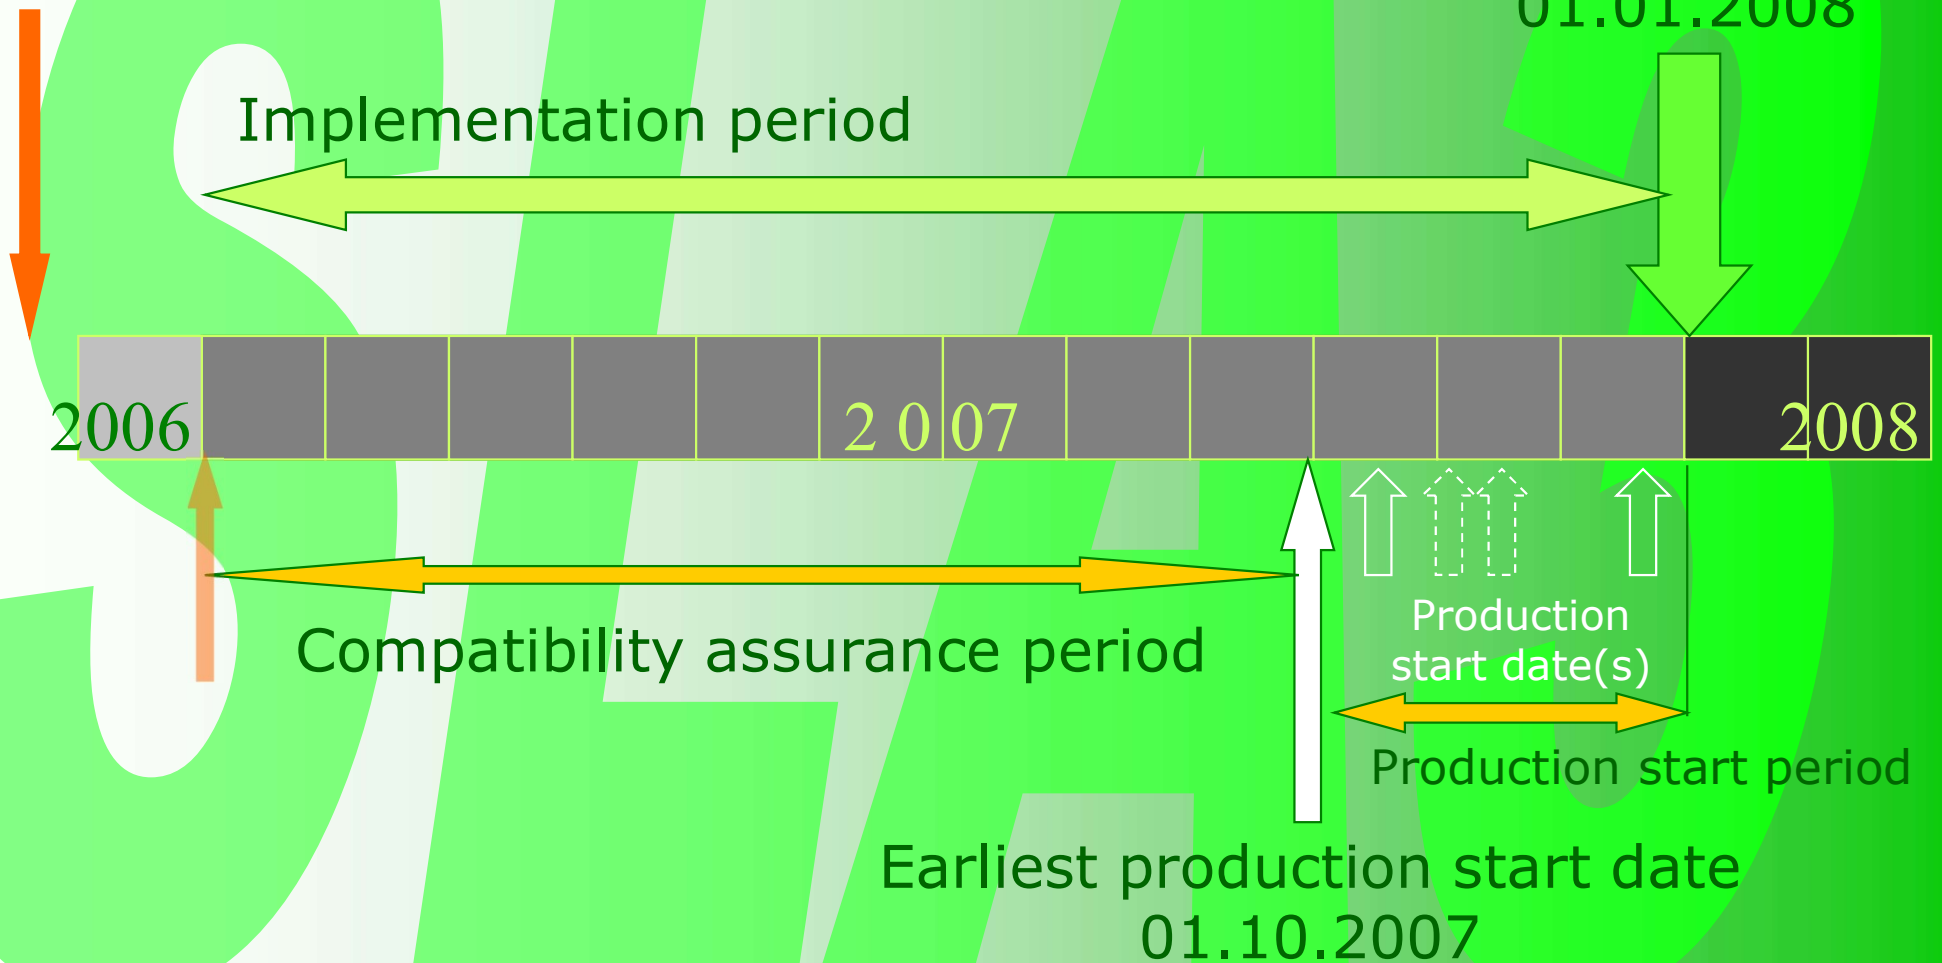 01.01.2008
Implementation period
2006
2 0 07
2008
Production
start date(s)
Compatibility assurance period
Production start period
Earliest production start date
01.10.2007